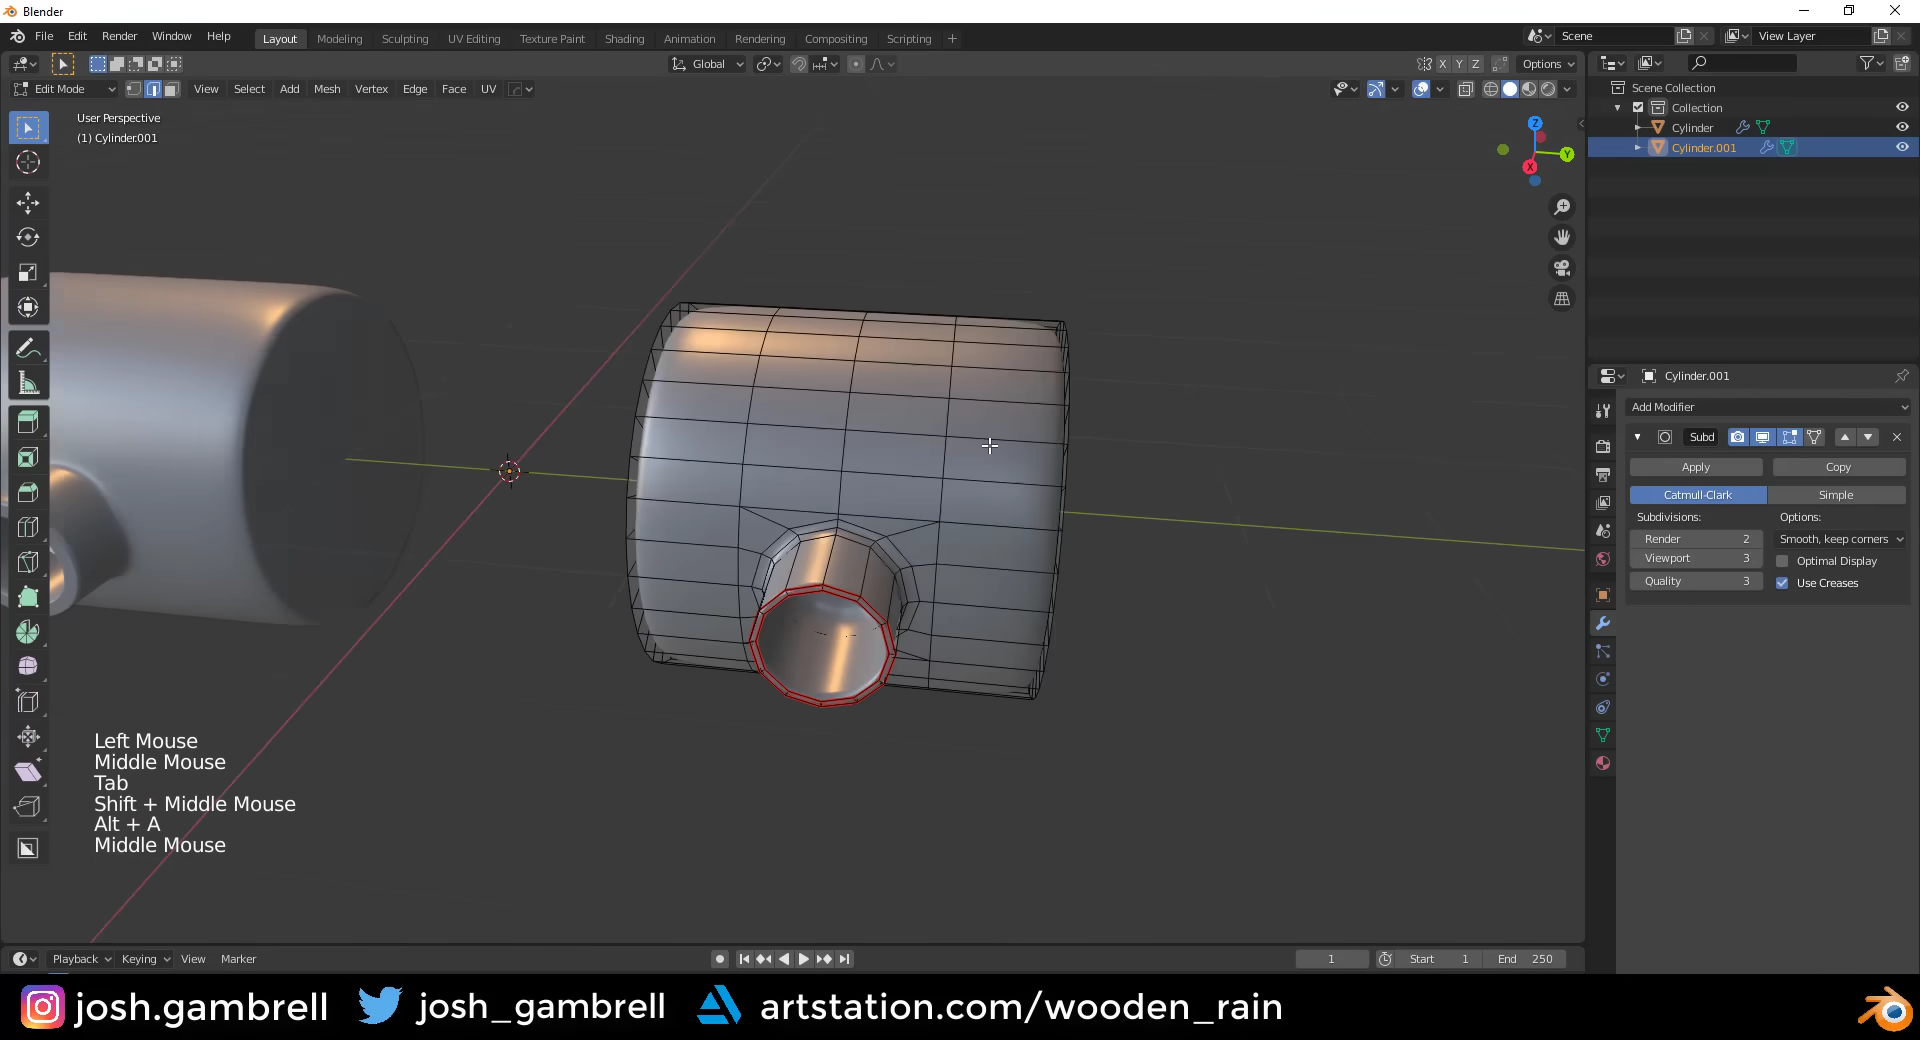 Blender
File Edit Render Window Help
Layout Modeling Sculpting UV Editing Texture Paint Shading Animation Rendering Compositing Scripting +
Scene
View Layer
Global
X Y Z
Options
Edit Mode
View Select Add Mesh Vertex Edge Face UV
User Perspective
(1) Cylinder.001
Z
Y
X
Scene Collection
Collection
Cylinder
Cylinder.001
Cylinder.001
Add Modifier
Subd
Apply Copy
Catmull-Clark Simple
Subdivisions: Options:
Render 2 Smooth, keep corners
Viewport 3 Optimal Display
Quality 3 Use Creases
Left Mouse
Middle Mouse
Tab
Shift + Middle Mouse
Alt + A
Middle Mouse
Playback Keying View Marker
1 Start 1 End 250
josh.gambrell josh_gambrell artstation.com/wooden_rain